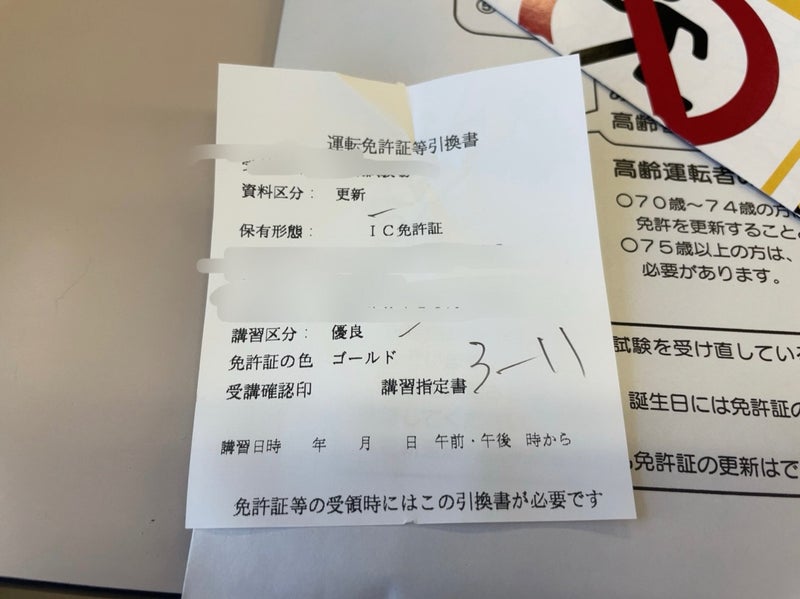 運転免許証等引換書
資料区分： 更新
保有形態： ＩＣ免許証
講習区分： 優良
免許証の色 ゴールド
受講確認印 講習指定書
3-11
講習日時 年 月 日 午前・午後 時から
免許証等の受領時にはこの引換書が必要です
高齢
高齢運転者の
○７０歳～７４歳の方
免許を更新すること
○７５歳以上の方は、
必要があります。
試験を受け直している
誕生日には免許証の
免許証の更新はで